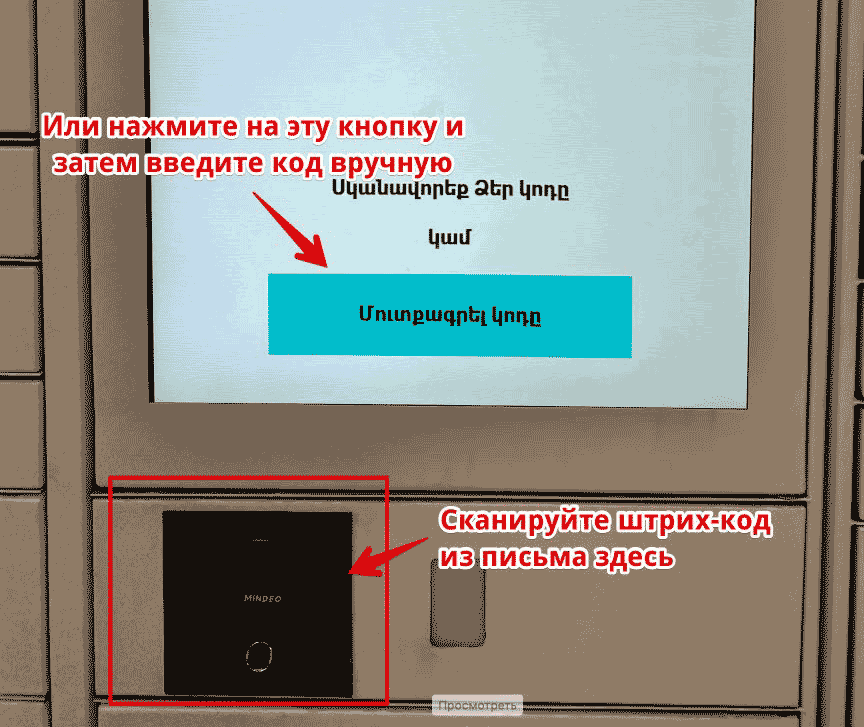 Или нажмите на эту кнопку и
затем введите код вручную
Սկանավորեք Ձեր կոդը
կամ
Մուտքագրել կոդը
Сканируйте штрих-код
из письма здесь
MINDEO
Просмотреть